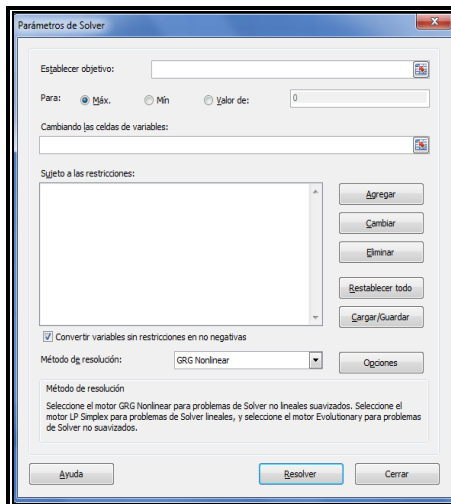 Parámetros de Solver
Establecer objetivo:
Para: Máx. Mín Valor de: 0
Cambiando las celdas de variables:
Sujeto a las restricciones:
Agregar
Cambiar
Eliminar
Restablecer todo
Cargar/Guardar
Convertir variables sin restricciones en no negativas
Método de resolución: GRG Nonlinear Opciones
Método de resolución
Seleccione el motor GRG Nonlinear para problemas de Solver no lineales suavizados. Seleccione el
motor LP Simplex para problemas de Solver lineales, y seleccione el motor Evolutionary para problemas
de Solver no suavizados.
Ayuda Resolver Cerrar